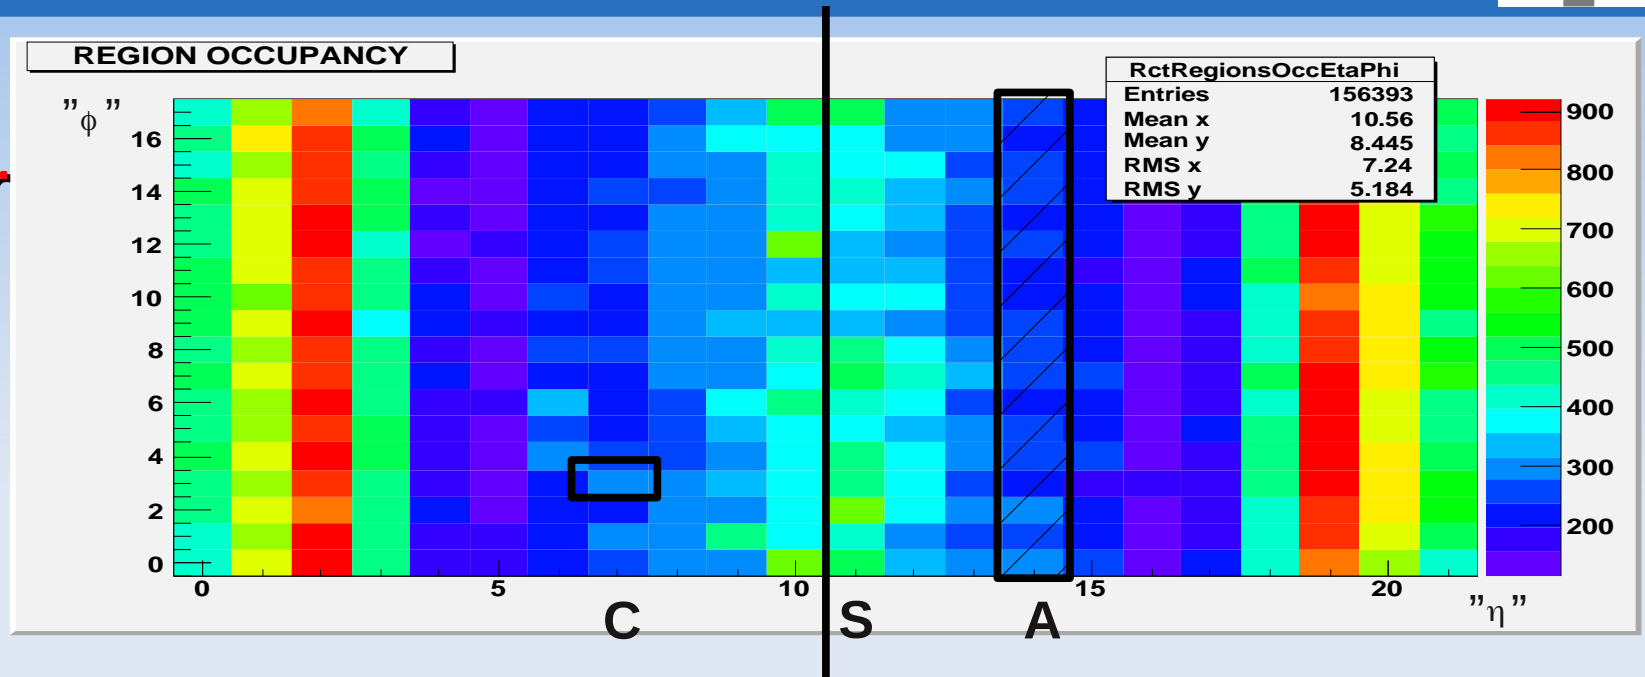 REGION OCCUPANCY
RctRegionsOccEtaPhi
Entries 156393
Mean x 10.56
Mean y 8.445
RMS x 7.24
RMS y 5.184
"ϕ"
16
14
12
10
8
6
4
2
0
900
800
700
600
500
400
300
200
0 5 10 15 20
"η"
C S A